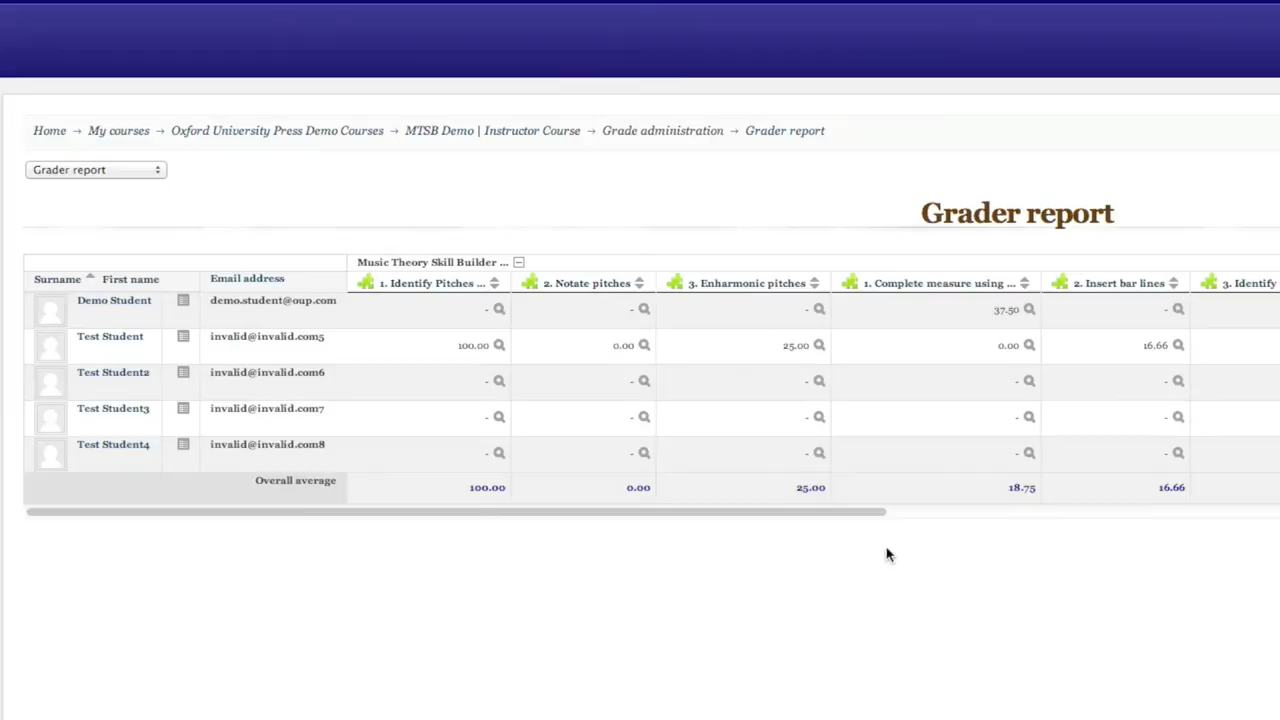 Home → My courses → Oxford University Press Demo Courses → MTSB Demo | Instructor Course → Grade administration → Grader report
Grader report
Grader report
Music Theory Skill Builder ...
Surname First name Email address 1. Identify Pitches ... 2. Notate pitches 3. Enharmonic pitches 1. Complete measure using ... 2. Insert bar lines 3. Identify
Demo Student demo.student@oup.com - - - 37.50 -
Test Student invalid@invalid.com5 100.00 0.00 25.00 0.00 16.66
Test Student2 invalid@invalid.com6 - - - - -
Test Student3 invalid@invalid.com7 - - - - -
Test Student4 invalid@invalid.com8 - - - - -
Overall average 100.00 0.00 25.00 18.75 16.66